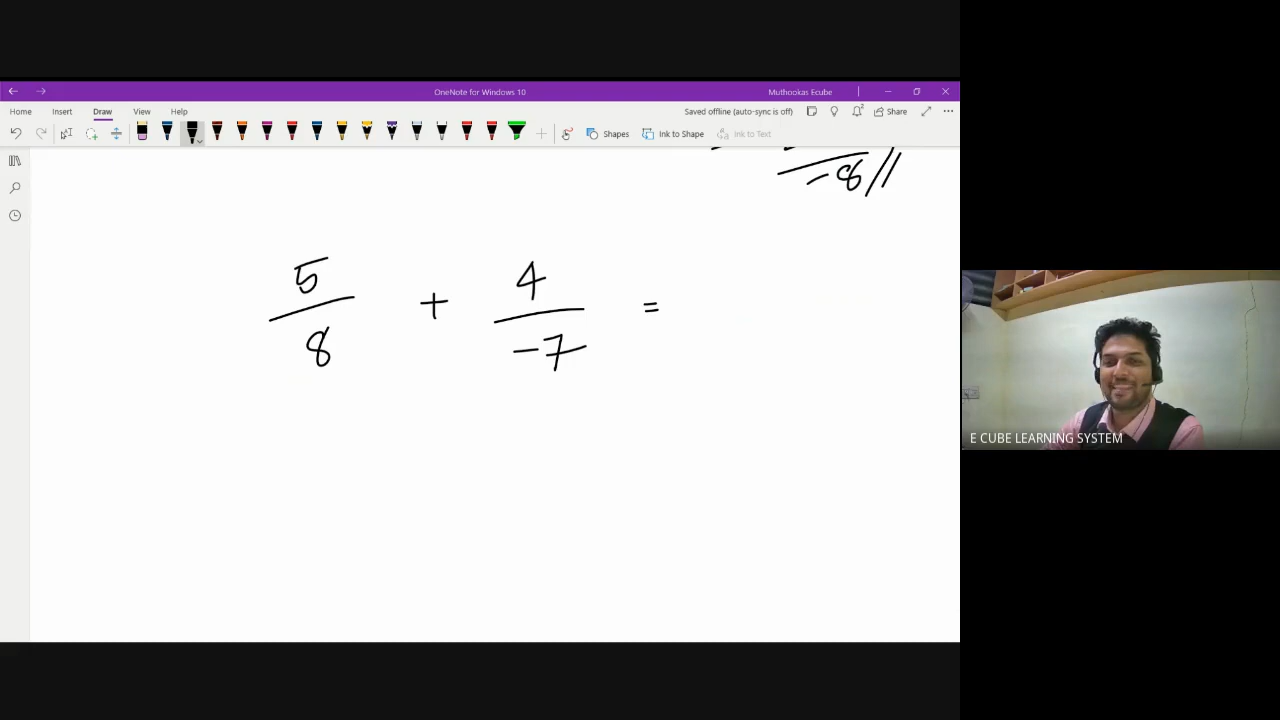 OneNote for Windows 10
Muthookas Ecube
Home Insert Draw View Help
Saved offline (auto-sync is off)
Share
Shapes
Ink to Shape
Ink to Text
-8//
5/8 + 4/-7 =
E CUBE LEARNING SYSTEM